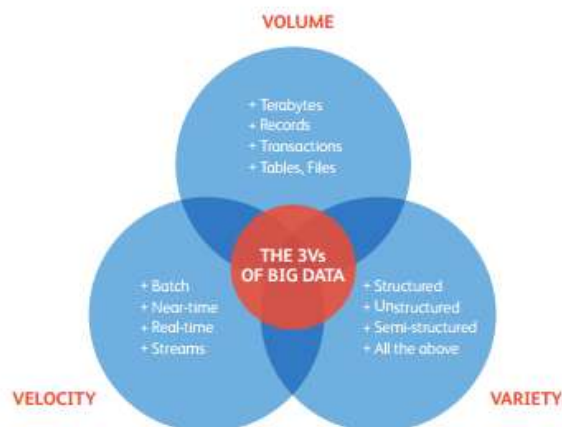 VOLUME
+ Terabytes
+ Records
+ Transactions
+ Tables, Files
THE 3Vs
OF BIG DATA
+ Batch
+ Near-time
+ Real-time
+ Streams
+ Structured
+ Unstructured
+ Semi-structured
+ All the above
VELOCITY
VARIETY